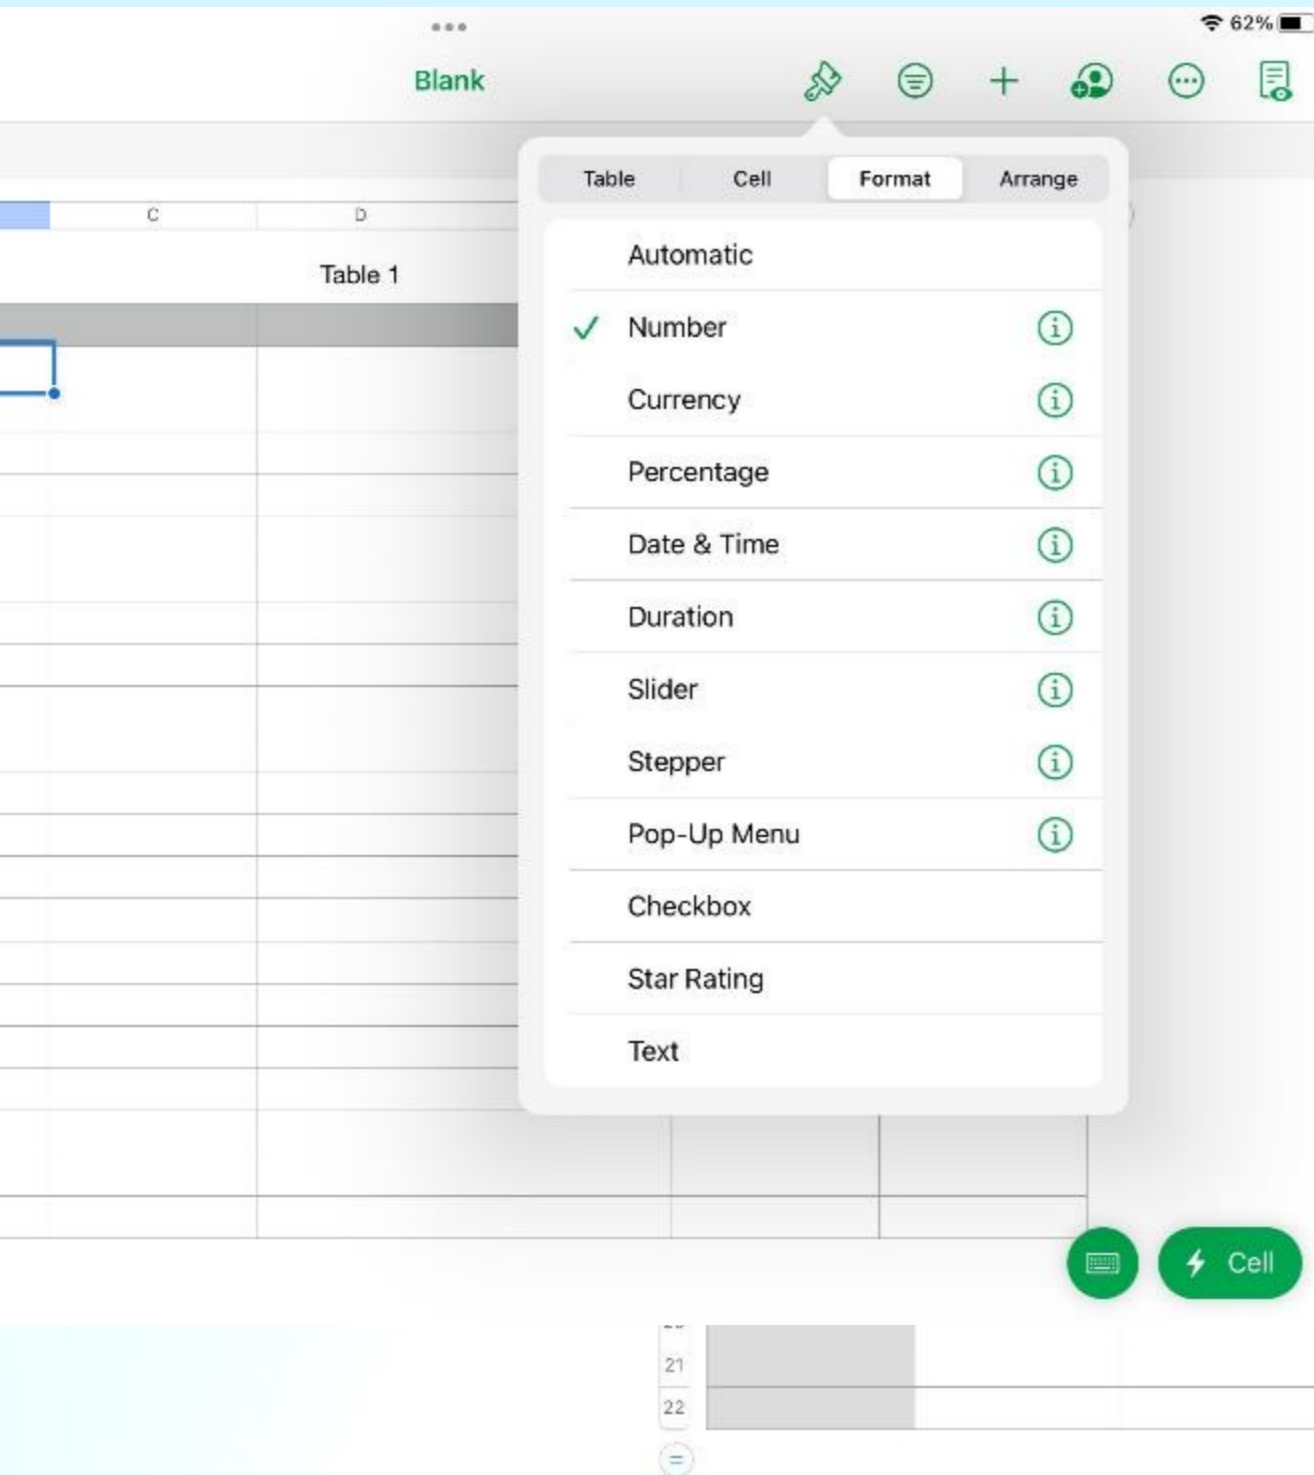 62%
Blank
Table Cell Format Arrange
C D
Table 1
Automatic
Number
Currency
Percentage
Date & Time
Duration
Slider
Stepper
Pop-Up Menu
Checkbox
Star Rating
Text
Cell
21
22